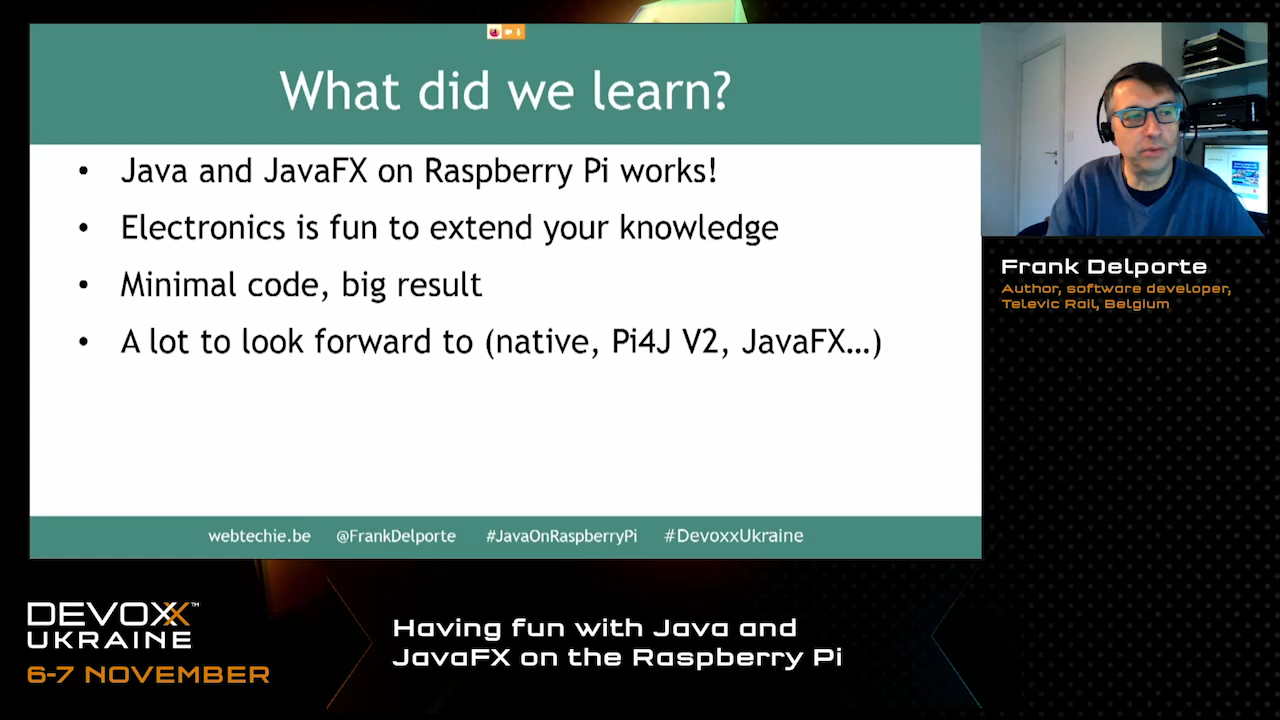 What did we learn?
• Java and JavaFX on Raspberry Pi works!
• Electronics is fun to extend your knowledge
• Minimal code, big result
• A lot to look forward to (native, Pi4J V2, JavaFX…)
webtechie.be @FrankDelporte #JavaOnRaspberryPi #DevoxxUkraine
Frank Delporte
Author, software developer,
Televic Rail, Belgium
DEVOXX™
UKRAINE
6-7 NOVEMBER
Having fun with Java and
JavaFX on the Raspberry Pi